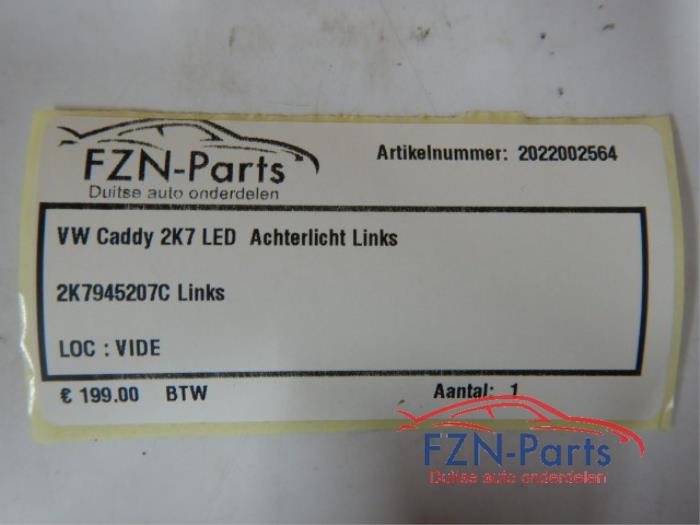 FZN-Parts
Duitse auto onderdelen
Artikelnummer: 2022002564
VW Caddy 2K7 LED Achterlicht Links
2K7945207C Links
LOC : VIDE
€ 199.00 BTW
Aantal: 1
FZN-Parts
Duitse auto onderdelen